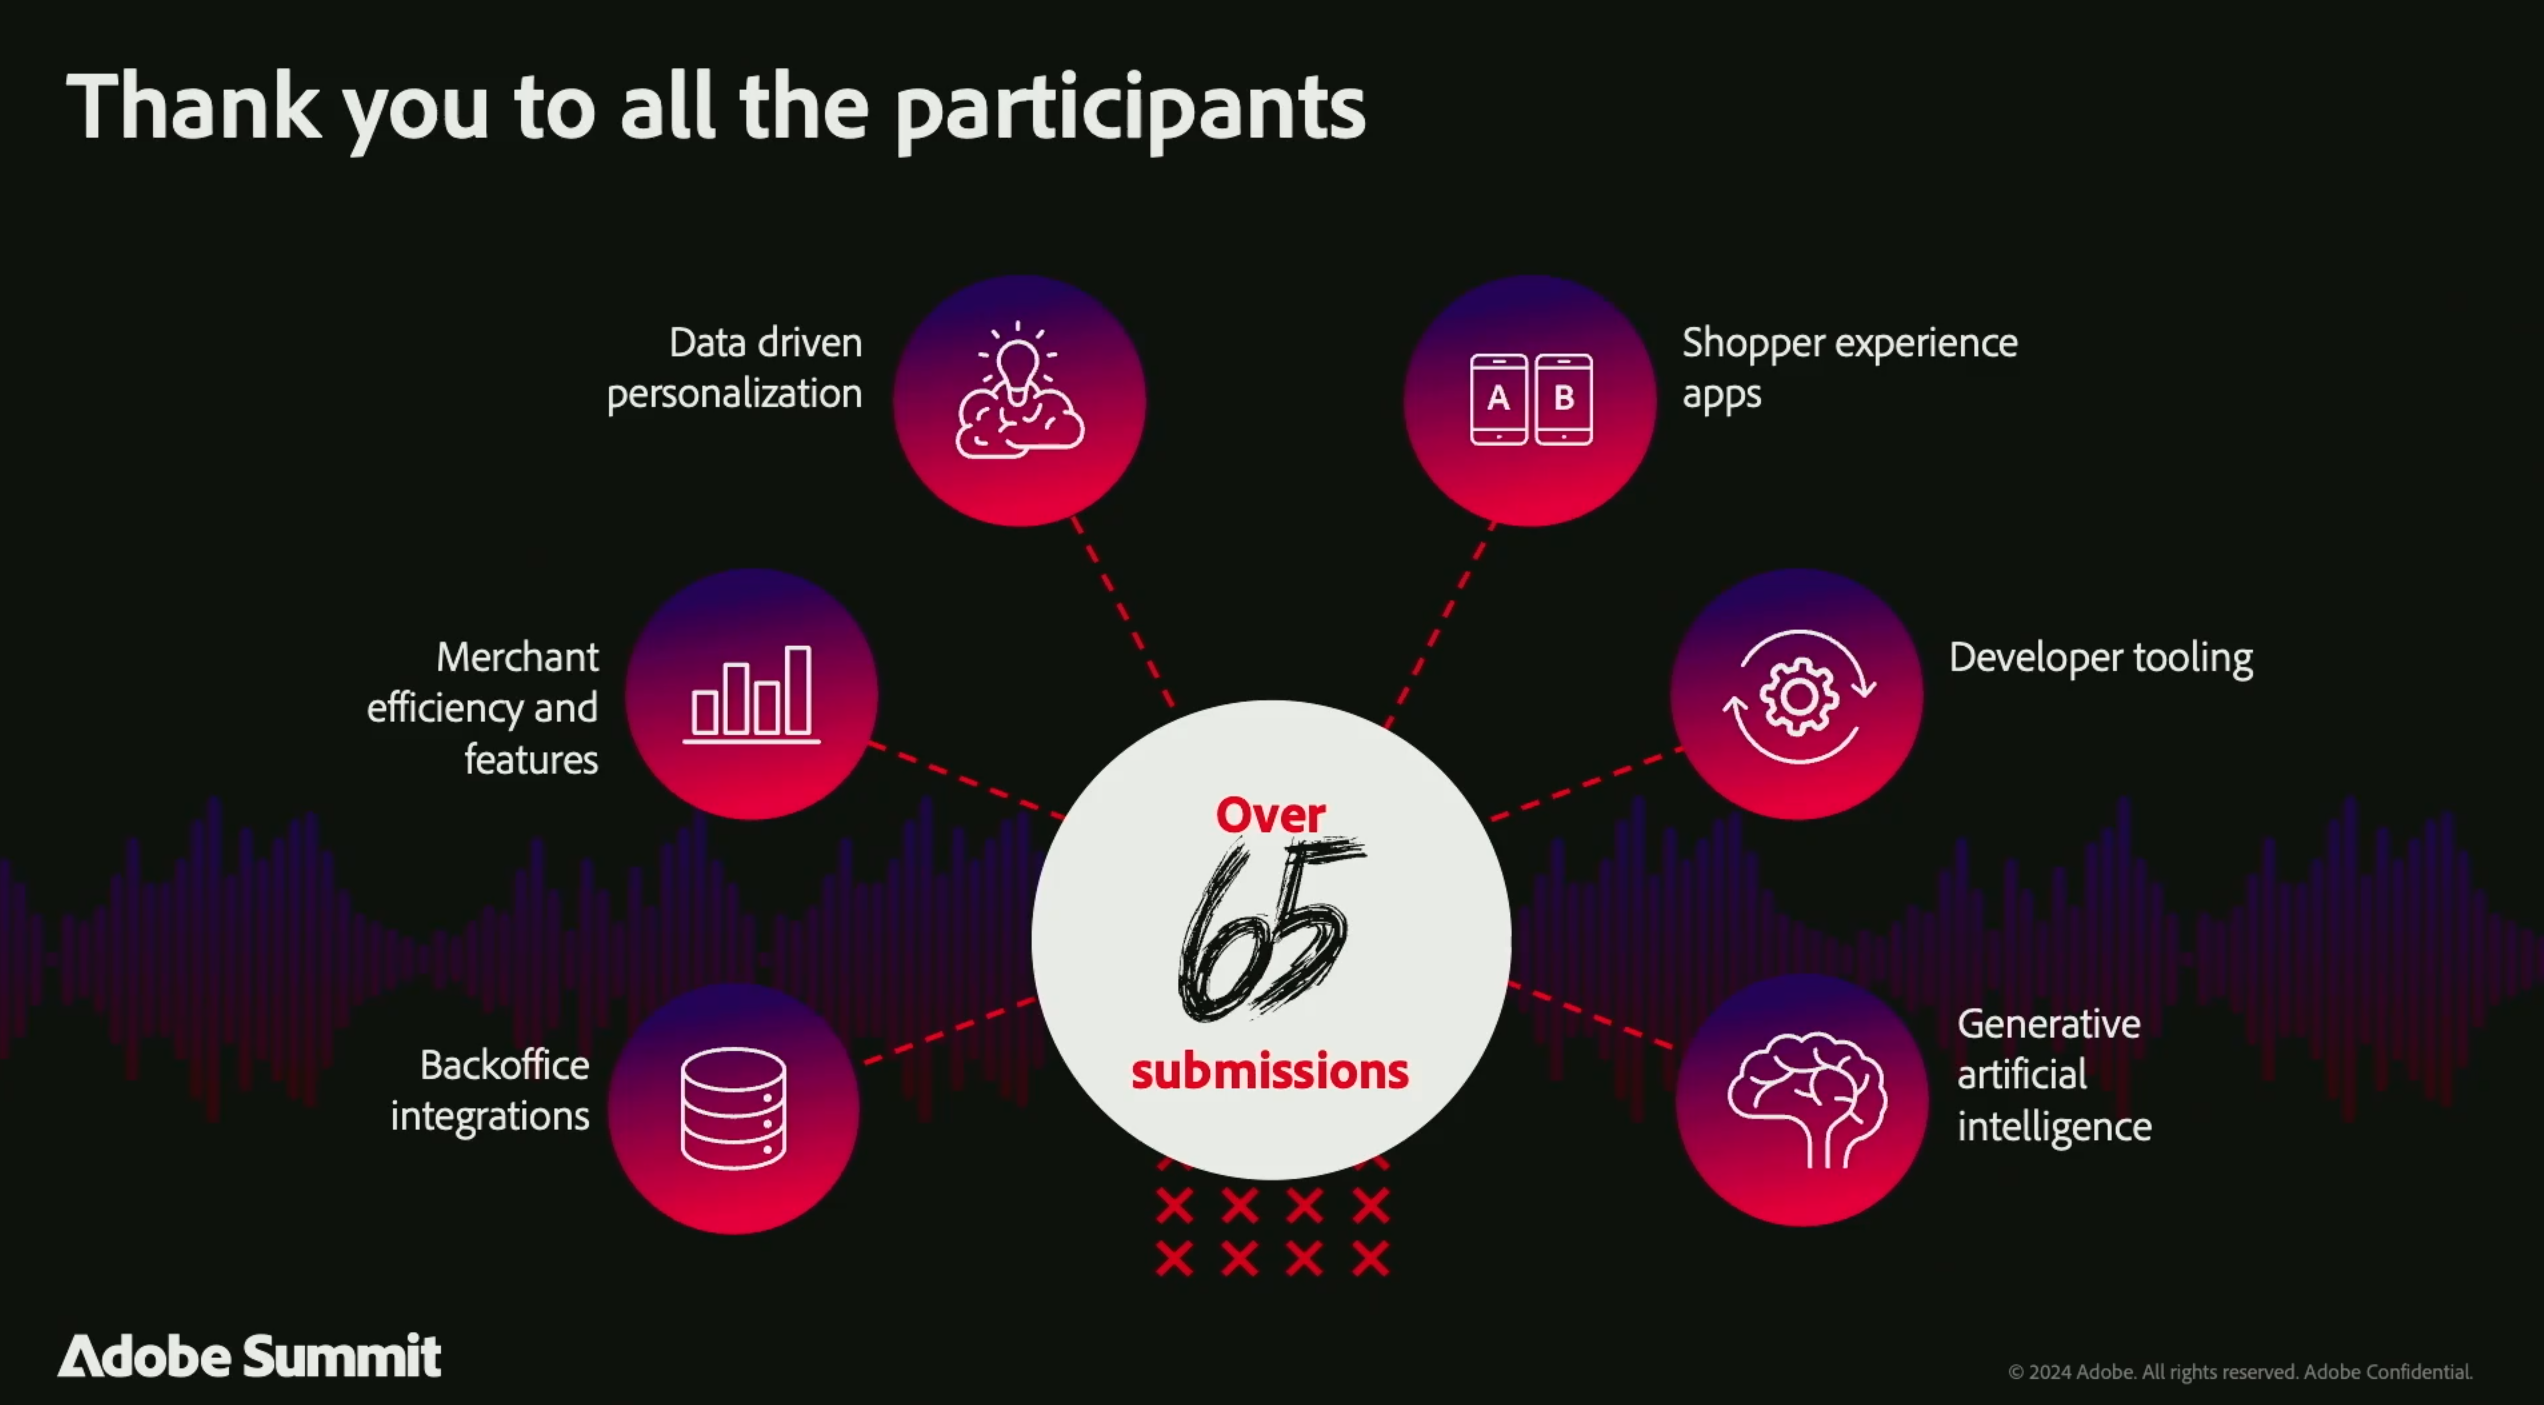 Thank you to all the participants
Data driven
personalization
Shopper experience
apps
A B
Merchant
efficiency and
features
Developer tooling
Over
65
submissions
Backoffice
integrations
Generative
artificial
intelligence
Adobe Summit
© 2024 Adobe. All rights reserved. Adobe Confidential.